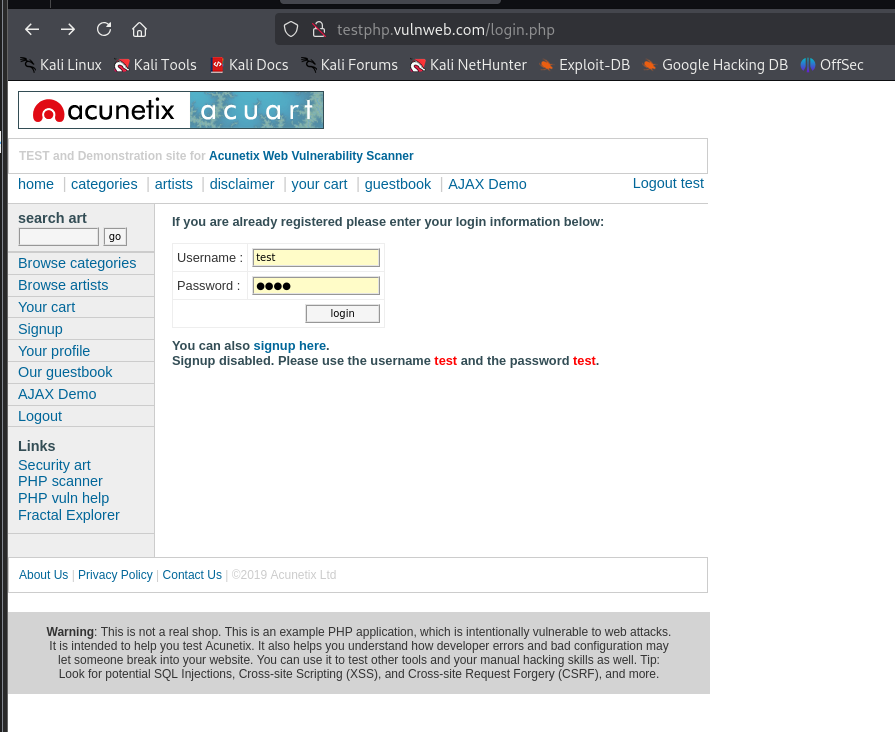 testphp.vulnweb.com/login.php
Kali Linux Kali Tools Kali Docs Kali Forums Kali NetHunter Exploit-DB Google Hacking DB OffSec
acunetix acuart
TEST and Demonstration site for Acunetix Web Vulnerability Scanner
home | categories | artists | disclaimer | your cart | guestbook | AJAX Demo
Logout test
search art
go
Browse categories
Browse artists
Your cart
Signup
Your profile
Our guestbook
AJAX Demo
Logout
Links
Security art
PHP scanner
PHP vuln help
Fractal Explorer
If you are already registered please enter your login information below:
Username : test
Password : ●●●●
login
You can also signup here.
Signup disabled. Please use the username test and the password test.
About Us | Privacy Policy | Contact Us | ©2019 Acunetix Ltd
Warning: This is not a real shop. This is an example PHP application, which is intentionally vulnerable to web attacks.
It is intended to help you test Acunetix. It also helps you understand how developer errors and bad configuration may
let someone break into your website. You can use it to test other tools and your manual hacking skills as well. Tip:
Look for potential SQL Injections, Cross-site Scripting (XSS), and Cross-site Request Forgery (CSRF), and more.